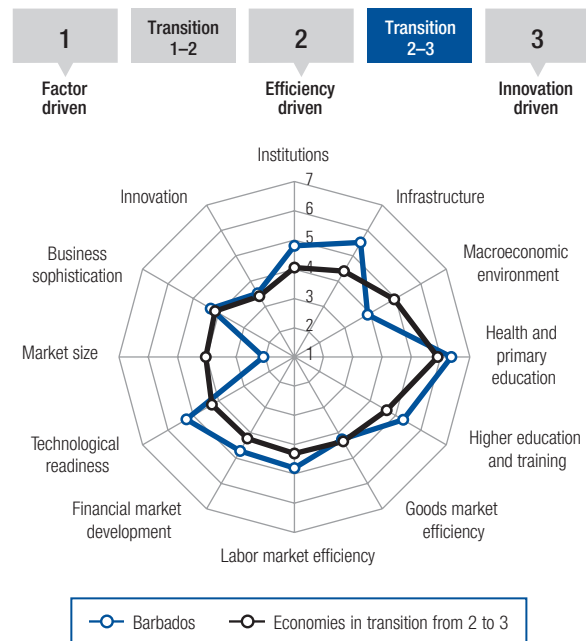 1
Transition
1–2
2
Transition
2–3
3
Factor
driven
Efficiency
driven
Innovation
driven
Institutions
Infrastructure
Macroeconomic
environment
Health and
primary
education
Higher education
and training
Goods market
efficiency
Labor market efficiency
Financial market
development
Technological
readiness
Market size
Business
sophistication
Innovation
7
6
5
4
3
2
1
Barbados
Economies in transition from 2 to 3